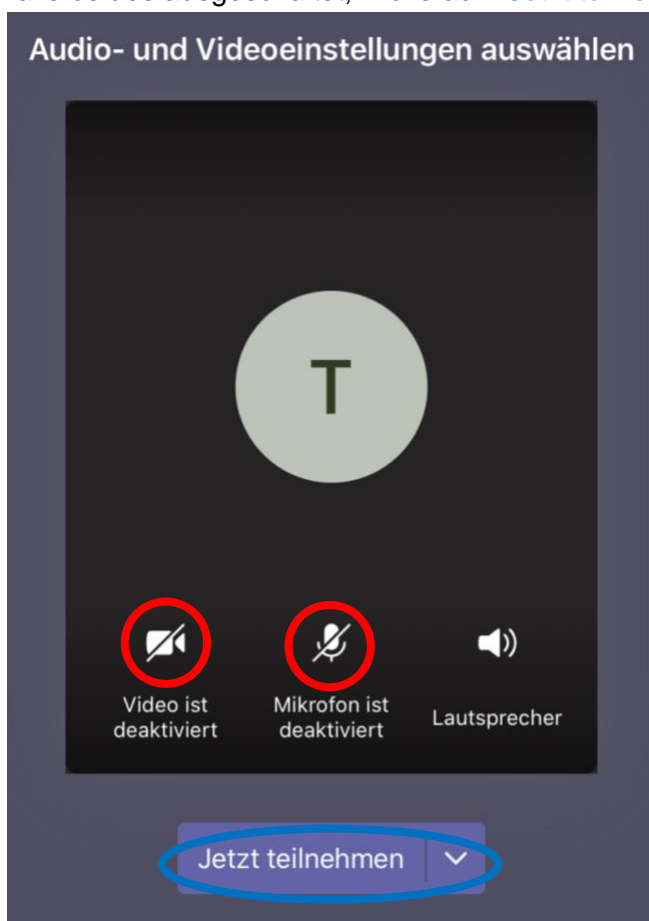 Audio- und Videoeinstellungen auswählen
T
Video ist
deaktiviert
Mikrofon ist
deaktiviert
Lautsprecher
Jetzt teilnehmen